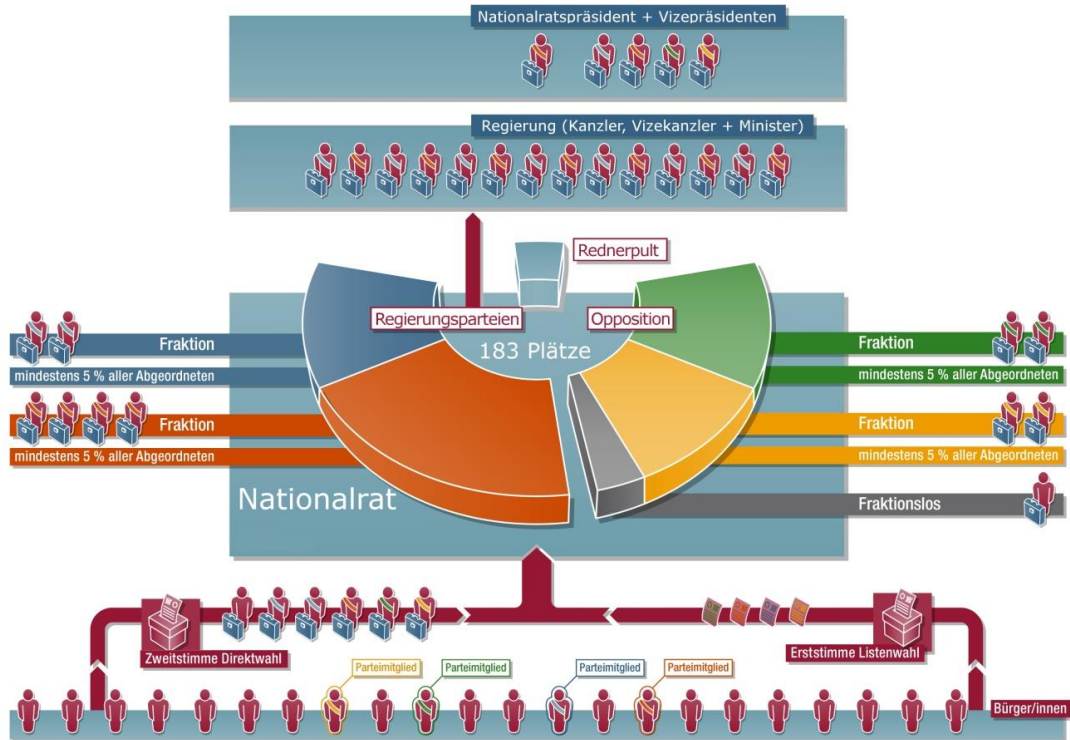 Nationalratspräsident + Vizepräsidenten
Regierung (Kanzler, Vizekanzler + Minister)
Rednerpult
Regierungsparteien
Opposition
183 Plätze
Fraktion
mindestens 5 % aller Abgeordneten
Fraktion
mindestens 5 % aller Abgeordneten
Fraktion
mindestens 5 % aller Abgeordneten
Fraktion
mindestens 5 % aller Abgeordneten
Fraktionslos
Nationalrat
Zweitstimme Direktwahl
Erststimme Listenwahl
Parteimitglied
Parteimitglied
Parteimitglied
Parteimitglied
Bürger/innen